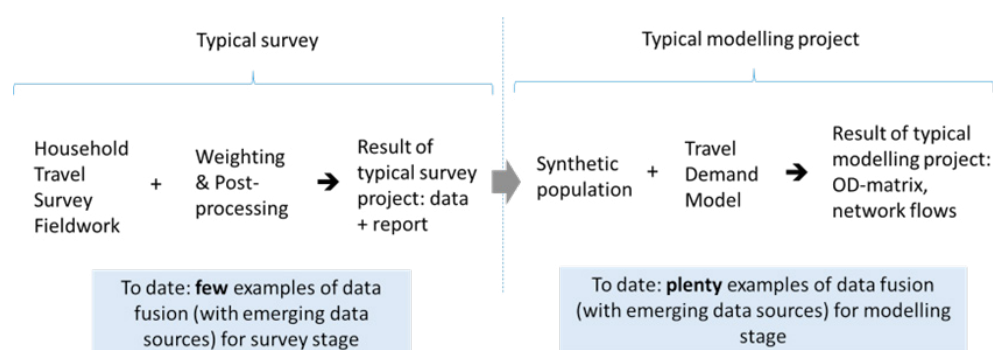 Typical survey
Household
Travel
Survey
Fieldwork
+
Weighting
& Post-
processing
➔
Result of
typical survey
project: data
+ report
To date: few examples of data
fusion (with emerging data
sources) for survey stage
Typical modelling project
Synthetic
population
+
Travel
Demand
Model
➔
Result of typical
modelling project:
OD-matrix,
network flows
To date: plenty examples of data fusion
(with emerging data sources) for modelling
stage